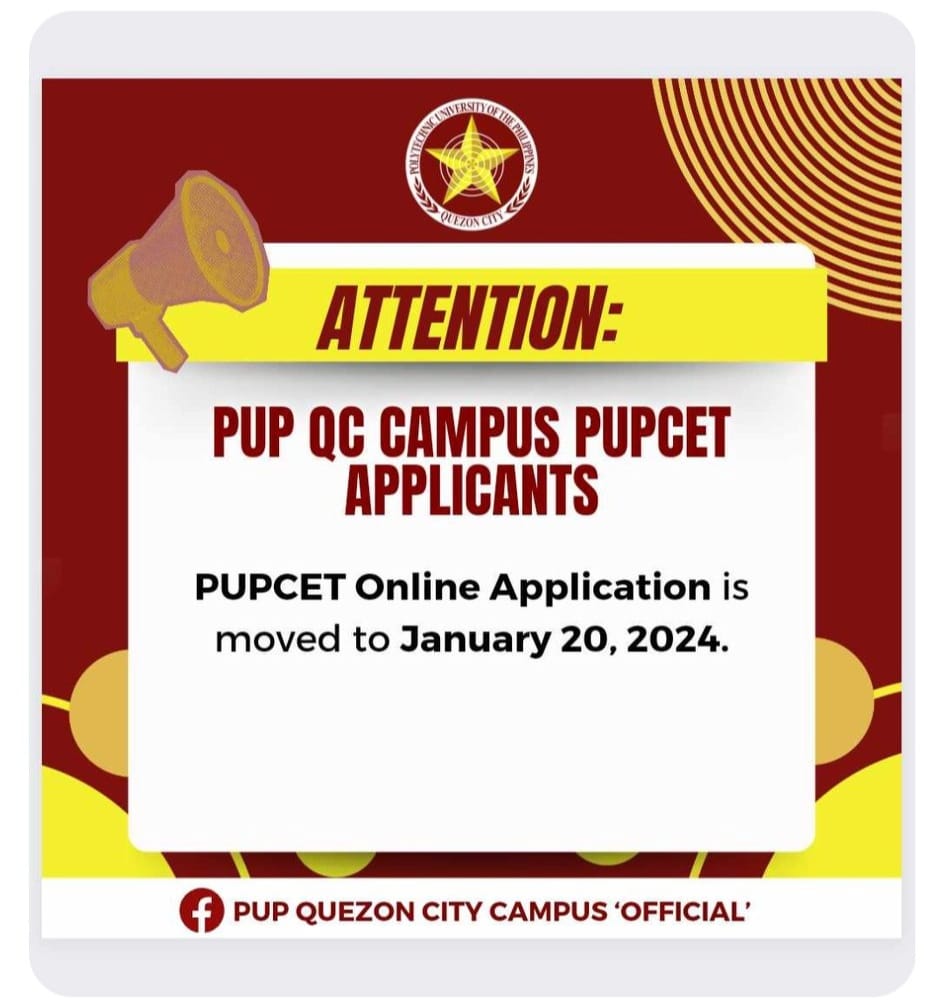 POLYTECHNIC UNIVERSITY OF THE PHILIPPINES
QUEZON CITY
ATTENTION:
PUP QC CAMPUS PUPCET
APPLICANTS
PUPCET Online Application is
moved to January 20, 2024.
PUP QUEZON CITY CAMPUS ‘OFFICIAL’